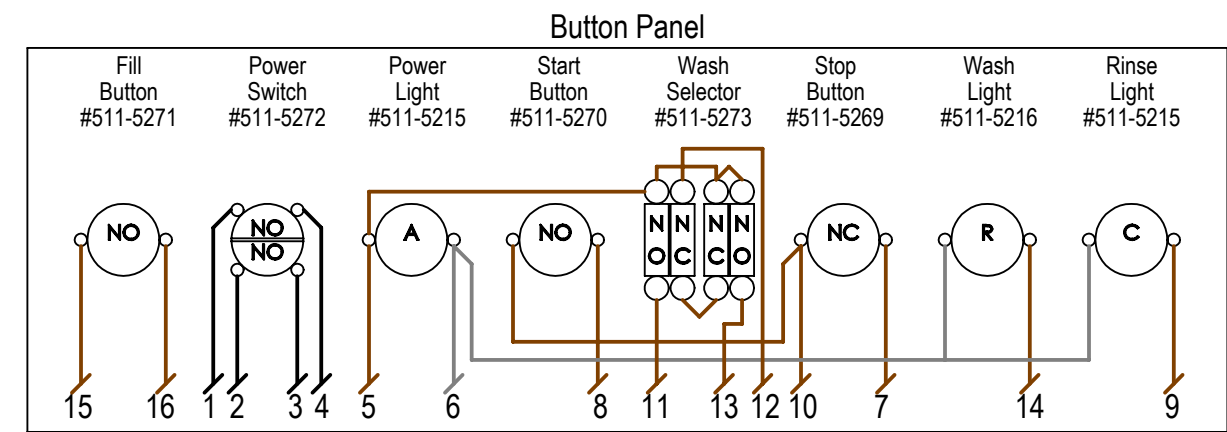 Button Panel
Fill
Button
#511-5271
Power
Switch
#511-5272
Power
Light
#511-5215
Start
Button
#511-5270
Wash
Selector
#511-5273
Stop
Button
#511-5269
Wash
Light
#511-5216
Rinse
Light
#511-5215
NO
NO
NO
A
NO
N
O
N
C
N
C
N
O
NC
R
C
15 16 1 2 3 4 5 6 8 11 13 12 10 7 14 9